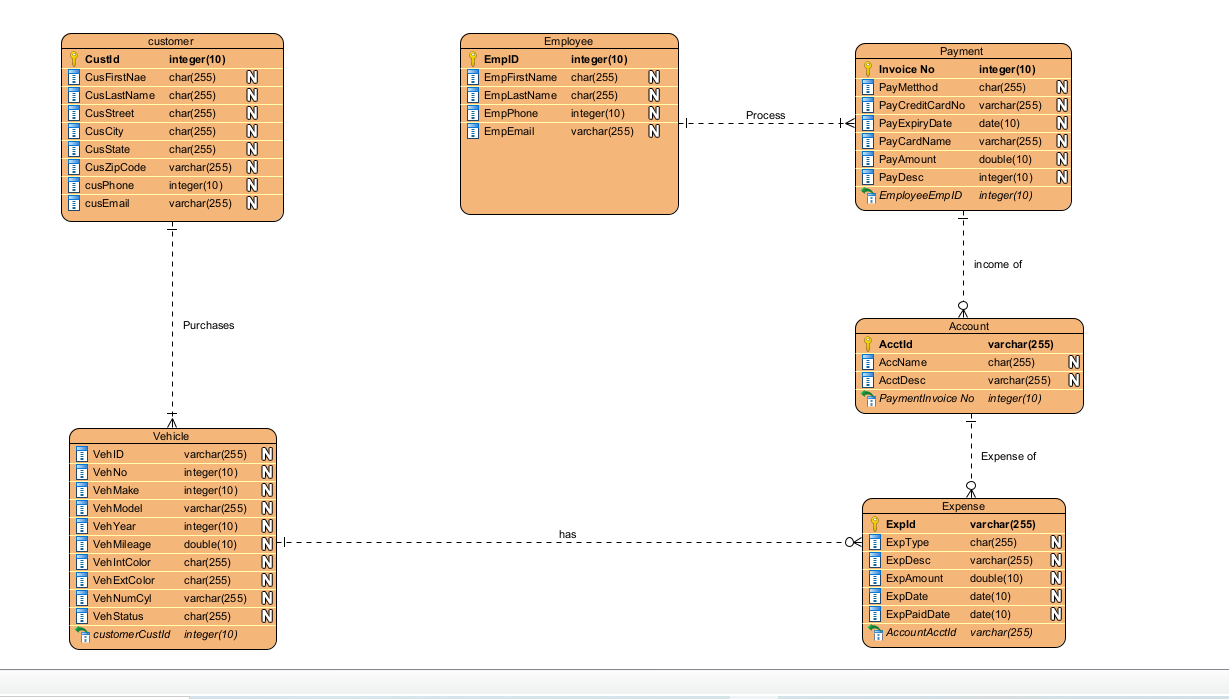 customer
CustId integer(10)
CusFirstNae char(255) N
CusLastName char(255) N
CusStreet char(255) N
CusCity char(255) N
CusState char(255) N
CusZipCode varchar(255) N
cusPhone integer(10) N
cusEmail varchar(255) N
Employee
EmpID integer(10)
EmpFirstName char(255) N
EmpLastName char(255) N
EmpPhone integer(10) N
EmpEmail varchar(255) N
Process
Payment
Invoice No integer(10)
PayMetthod char(255) N
PayCreditCardNo varchar(255) N
PayExpiryDate date(10) N
PayCardName varchar(255) N
PayAmount double(10) N
PayDesc integer(10) N
EmployeeEmpID integer(10)
income of
Purchases
Account
AcctId varchar(255)
AccName char(255) N
AcctDesc varchar(255) N
PaymentInvoice No integer(10)
Expense of
Vehicle
VehID varchar(255) N
VehNo integer(10) N
VehMake integer(10) N
VehModel varchar(255) N
VehYear integer(10) N
VehMileage double(10) N
VehIntColor char(255) N
VehExtColor char(255) N
VehNumCyl varchar(255) N
VehStatus char(255) N
customerCustId integer(10)
has
Expense
ExpId varchar(255)
ExpType char(255) N
ExpDesc varchar(255) N
ExpAmount double(10) N
ExpDate date(10) N
ExpPaidDate date(10) N
AccountAcctId varchar(255)